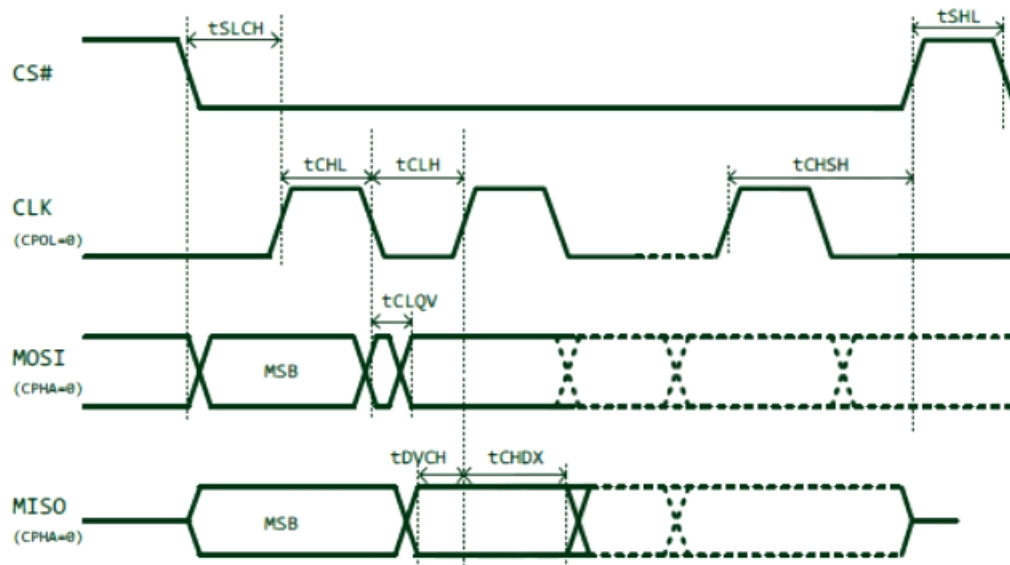 tSLCH
tSHL
CS#
tCHL
tCLH
tCHSH
CLK
(CPOL=0)
tCLQV
MOSI
(CPHA=0)
MSB
tDVCH
tCHDX
MISO
(CPHA=0)
MSB